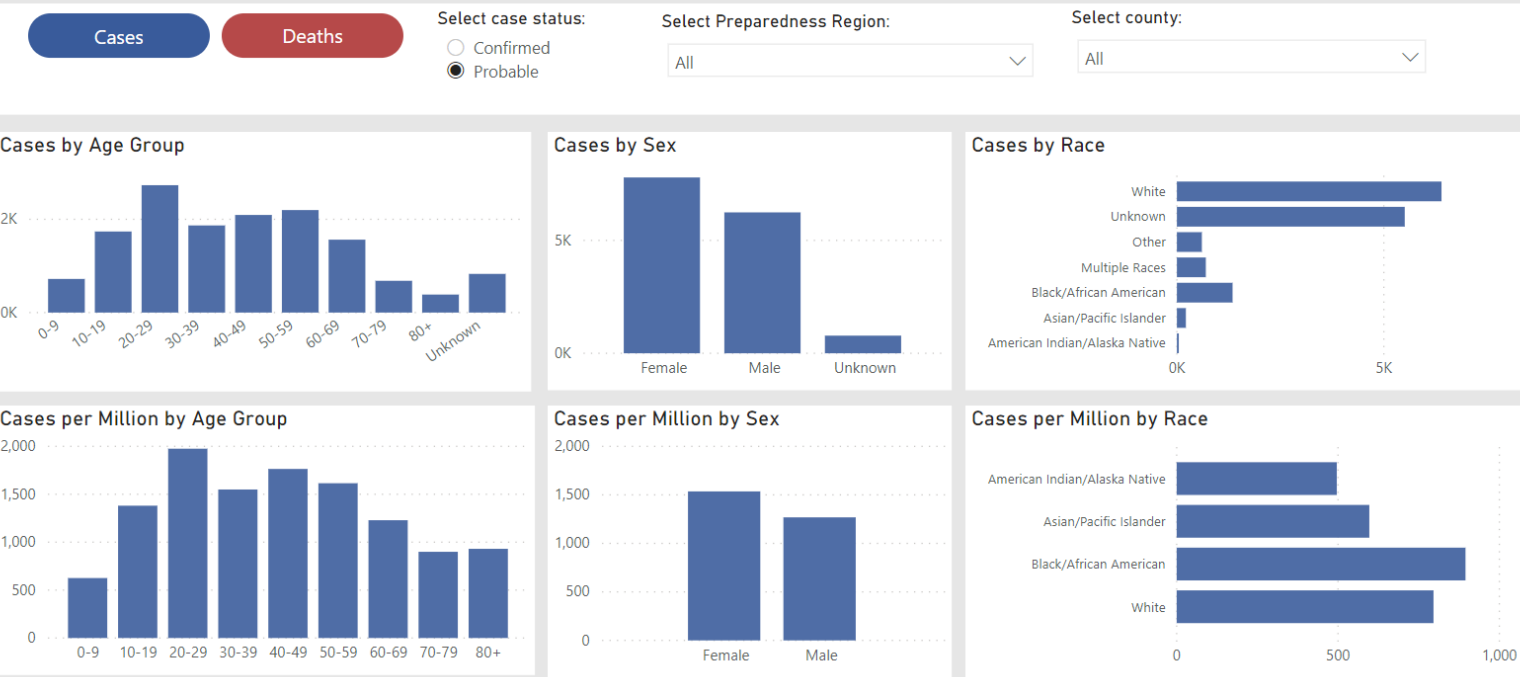 Cases
Deaths
Select case status:
Confirmed
Probable
Select Preparedness Region:
All
Select county:
All
Cases by Age Group
2K
0K
0-9
10-19
20-29
30-39
40-49
50-59
60-69
70-79
80+
Unknown
Cases by Sex
5K
0K
Female
Male
Unknown
Cases by Race
White
Unknown
Other
Multiple Races
Black/African American
Asian/Pacific Islander
American Indian/Alaska Native
0K
5K
Cases per Million by Age Group
2,000
1,500
1,000
500
0
0-9
10-19
20-29
30-39
40-49
50-59
60-69
70-79
80+
Cases per Million by Sex
2,000
1,500
1,000
500
0
Female
Male
Cases per Million by Race
American Indian/Alaska Native
Asian/Pacific Islander
Black/African American
White
0
500
1,000